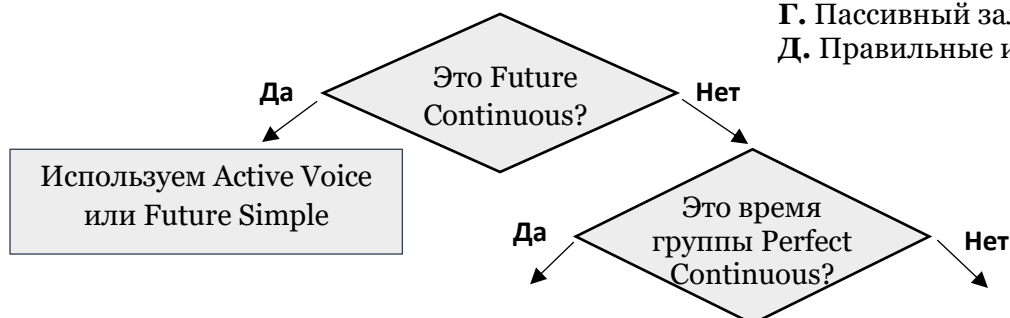 Г. Пассивный
Д. Правильные
Это Future
Continuous?
Да
Нет
Используем Active Voice
или Future Simple
Это время
группы Perfect
Continuous?
Да
Нет